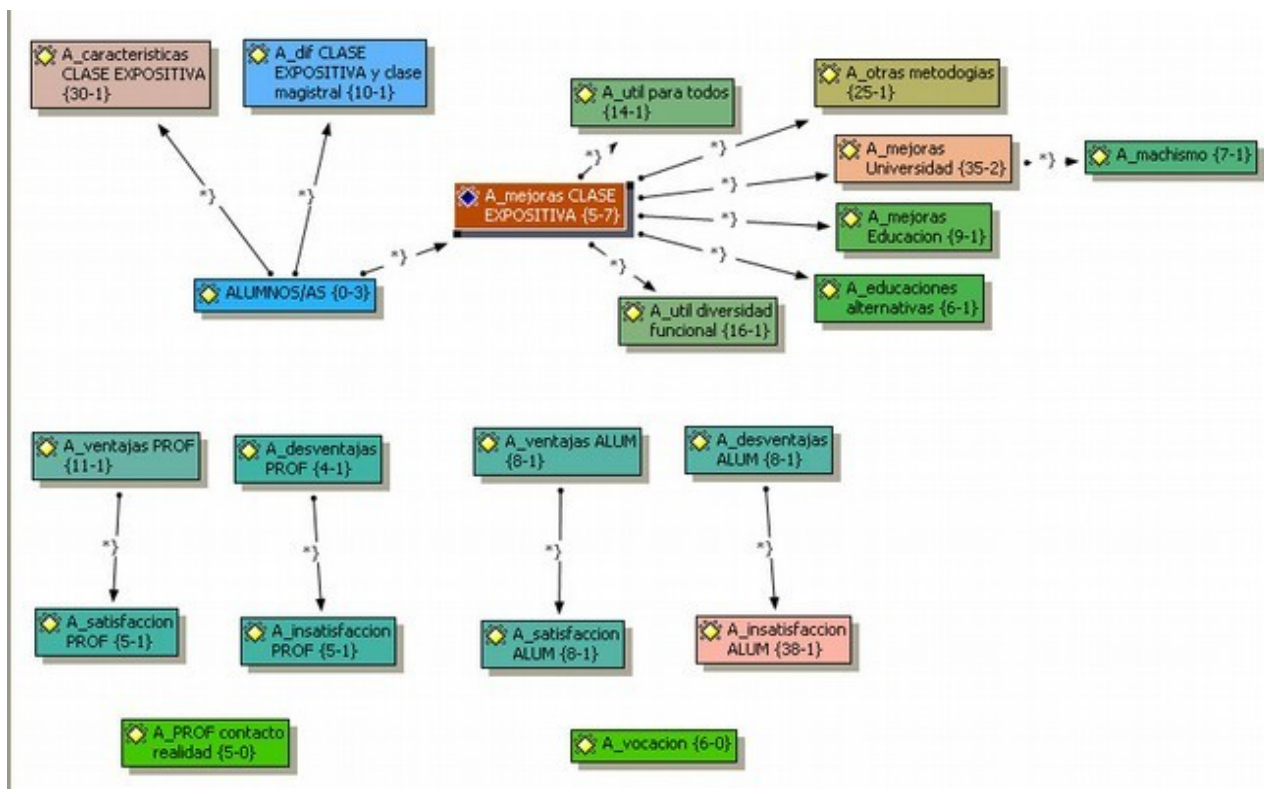 A_caracteristicas
CLASE EXPOSITIVA
{30-1}
A_dif CLASE
EXPOSITIVA y clase
magistral {10-1}
A_util para todos
{14-1}
A_otras metodogias
{25-1}
A_mejoras
Universidad {35-2}
*}
A_machismo {7-1}
A_mejoras CLASE
EXPOSITIVA {5-7}
A_mejoras
Educacion {9-1}
A_educaciones
alternativas {6-1}
A_util diversidad
funcional {16-1}
ALUMNOS/AS {0-3}
*}
*}
*}
*}
*}
*}
*}
*}
*}
A_ventajas PROF
{11-1}
A_desventajas
PROF {4-1}
A_ventajas ALUM
{8-1}
A_desventajas
ALUM {8-1}
*}
*}
*}
*}
A_satisfaccion
PROF {5-1}
A_insatisfaccion
PROF {5-1}
A_satisfaccion
ALUM {8-1}
A_insatisfaccion
ALUM {38-1}
A_PROF contacto
realidad {5-0}
A_vocacion {6-0}